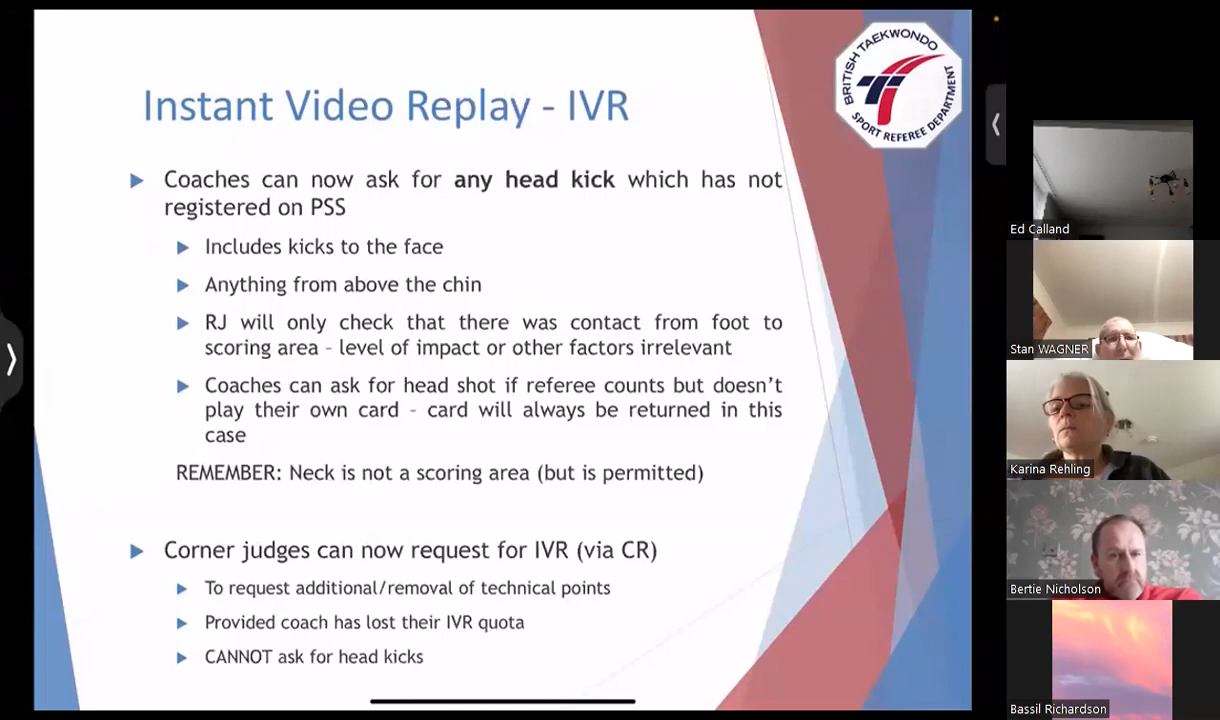 BRITISH TAEKWONDO
SPORT REFEREE DEPARTMENT
Instant Video Replay - IVR
Coaches can now ask for any head kick which has not
registered on PSS
Includes kicks to the face
Anything from above the chin
RJ will only check that there was contact from foot to
scoring area – level of impact or other factors irrelevant
Coaches can ask for head shot if referee counts but doesn't
play their own card – card will always be returned in this
case
REMEMBER: Neck is not a scoring area (but is permitted)
Corner judges can now request for IVR (via CR)
To request additional/removal of technical points
Provided coach has lost their IVR quota
CANNOT ask for head kicks
Ed Calland
Stan WAGNER
Karina Rehling
Bertie Nicholson
Bassil Richardson